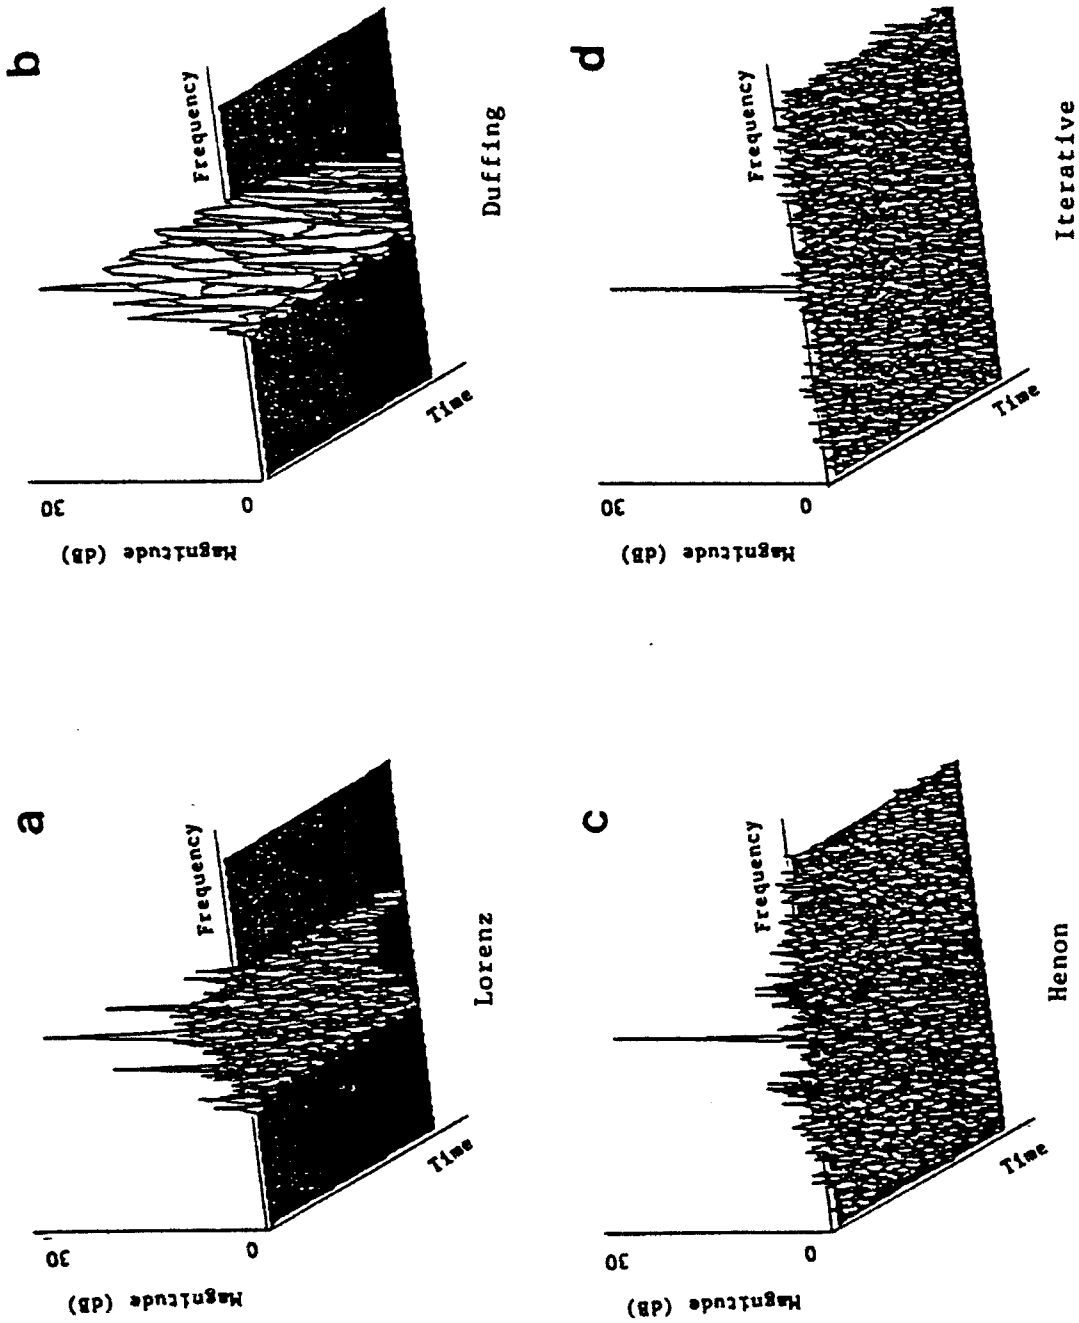 a
Magnitude (dB)
30
0
Frequency
Time
Lorenz
b
Magnitude (dB)
30
0
Frequency
Time
Duffing
c
Magnitude (dB)
30
0
Frequency
Time
Henon
d
Magnitude (dB)
30
0
Frequency
Time
Iterative